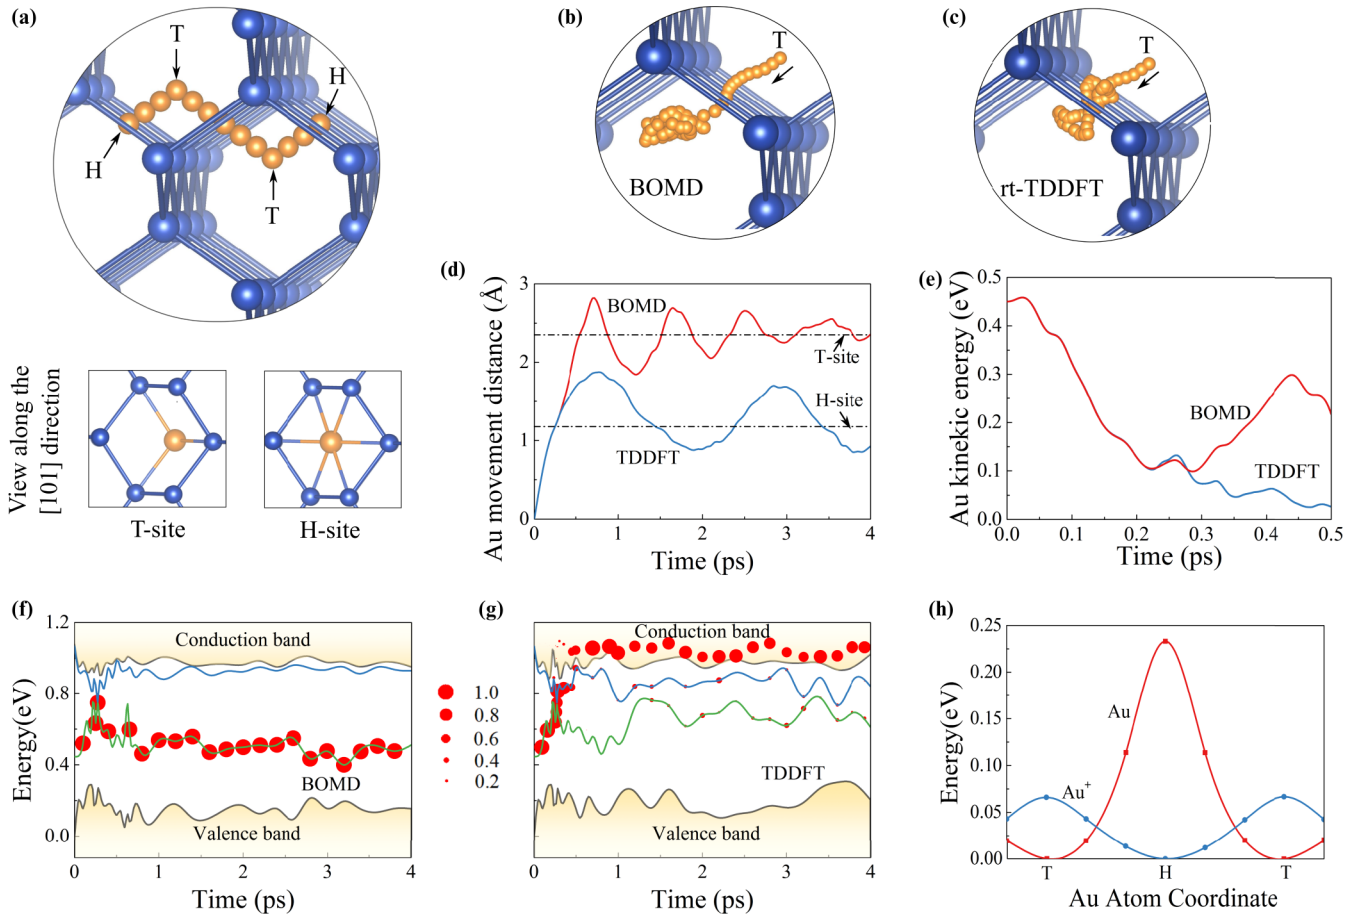 (a)
T
H
H
T
(b)
T
BOMD
(c)
T
rt-TDDFT
View along the
[101] direction
T-site
H-site
(d)
Au movement distance (Å)
3
2
1
0
BOMD
T-site
H-site
TDDFT
0 1 2 3 4
Time (ps)
(e)
Au kinekic energy (eV)
0.5
0.4
0.3
0.2
0.1
0.0
BOMD
TDDFT
0.0 0.1 0.2 0.3 0.4 0.5
Time (ps)
(f)
Energy(eV)
1.2
0.8
0.4
0.0
Conduction band
BOMD
Valence band
0 1 2 3 4
Time (ps)
1.0
0.8
0.6
0.4
0.2
(g)
Conduction band
TDDFT
Valence band
0 1 2 3 4
Time (ps)
(h)
Energy(eV)
0.25
0.20
0.15
0.10
0.05
0.00
Au
Au+
T H T
Au Atom Coordinate